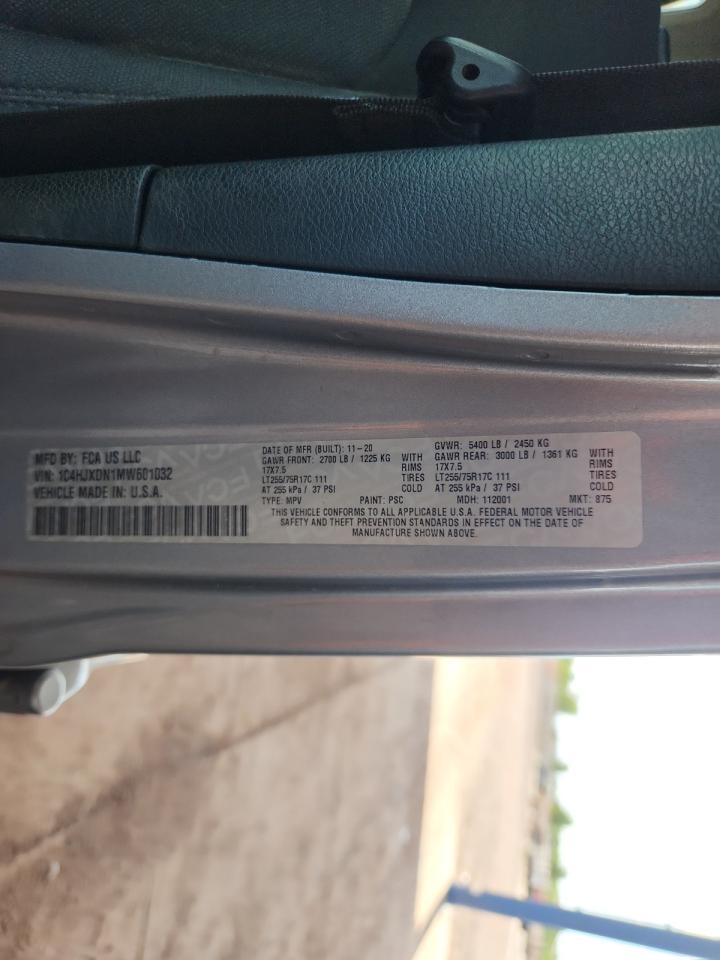 MFD BY: FCA US LLC
VIN: 1C4HJXDN1MW601032
VEHICLE MADE IN: U.S.A.
DATE OF MFR (BUILT): 11-20
GAWR FRONT: 2700 LB / 1225 KG WITH
17X7.5 RIMS
LT255/75R17C 111 TIRES
AT 255 kPa / 37 PSI COLD
GVWR: 5400 LB / 2450 KG
GAWR REAR: 3000 LB / 1361 KG WITH
17X7.5 RIMS
LT255/75R17C 111 TIRES
AT 255 kPa / 37 PSI COLD
TYPE: MPV PAINT: PSC MDH: 112001 MKT: 875
THIS VEHICLE CONFORMS TO ALL APPLICABLE U.S.A. FEDERAL MOTOR VEHICLE
SAFETY AND THEFT PREVENTION STANDARDS IN EFFECT ON THE DATE OF
MANUFACTURE SHOWN ABOVE.